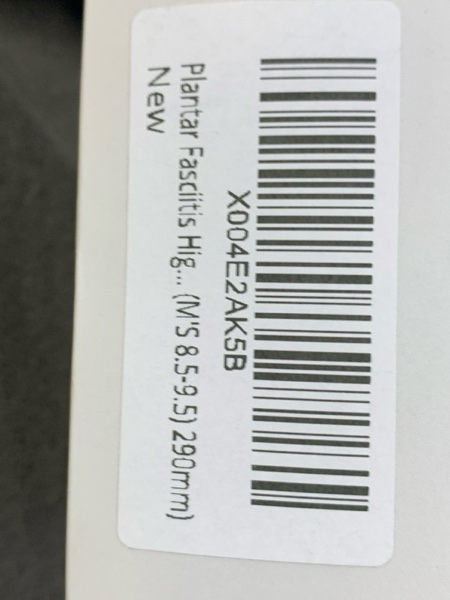 X004E2AK5B
Plantar Fasciitis Hig... (M'S 8.5-9.5) 290mm)
New